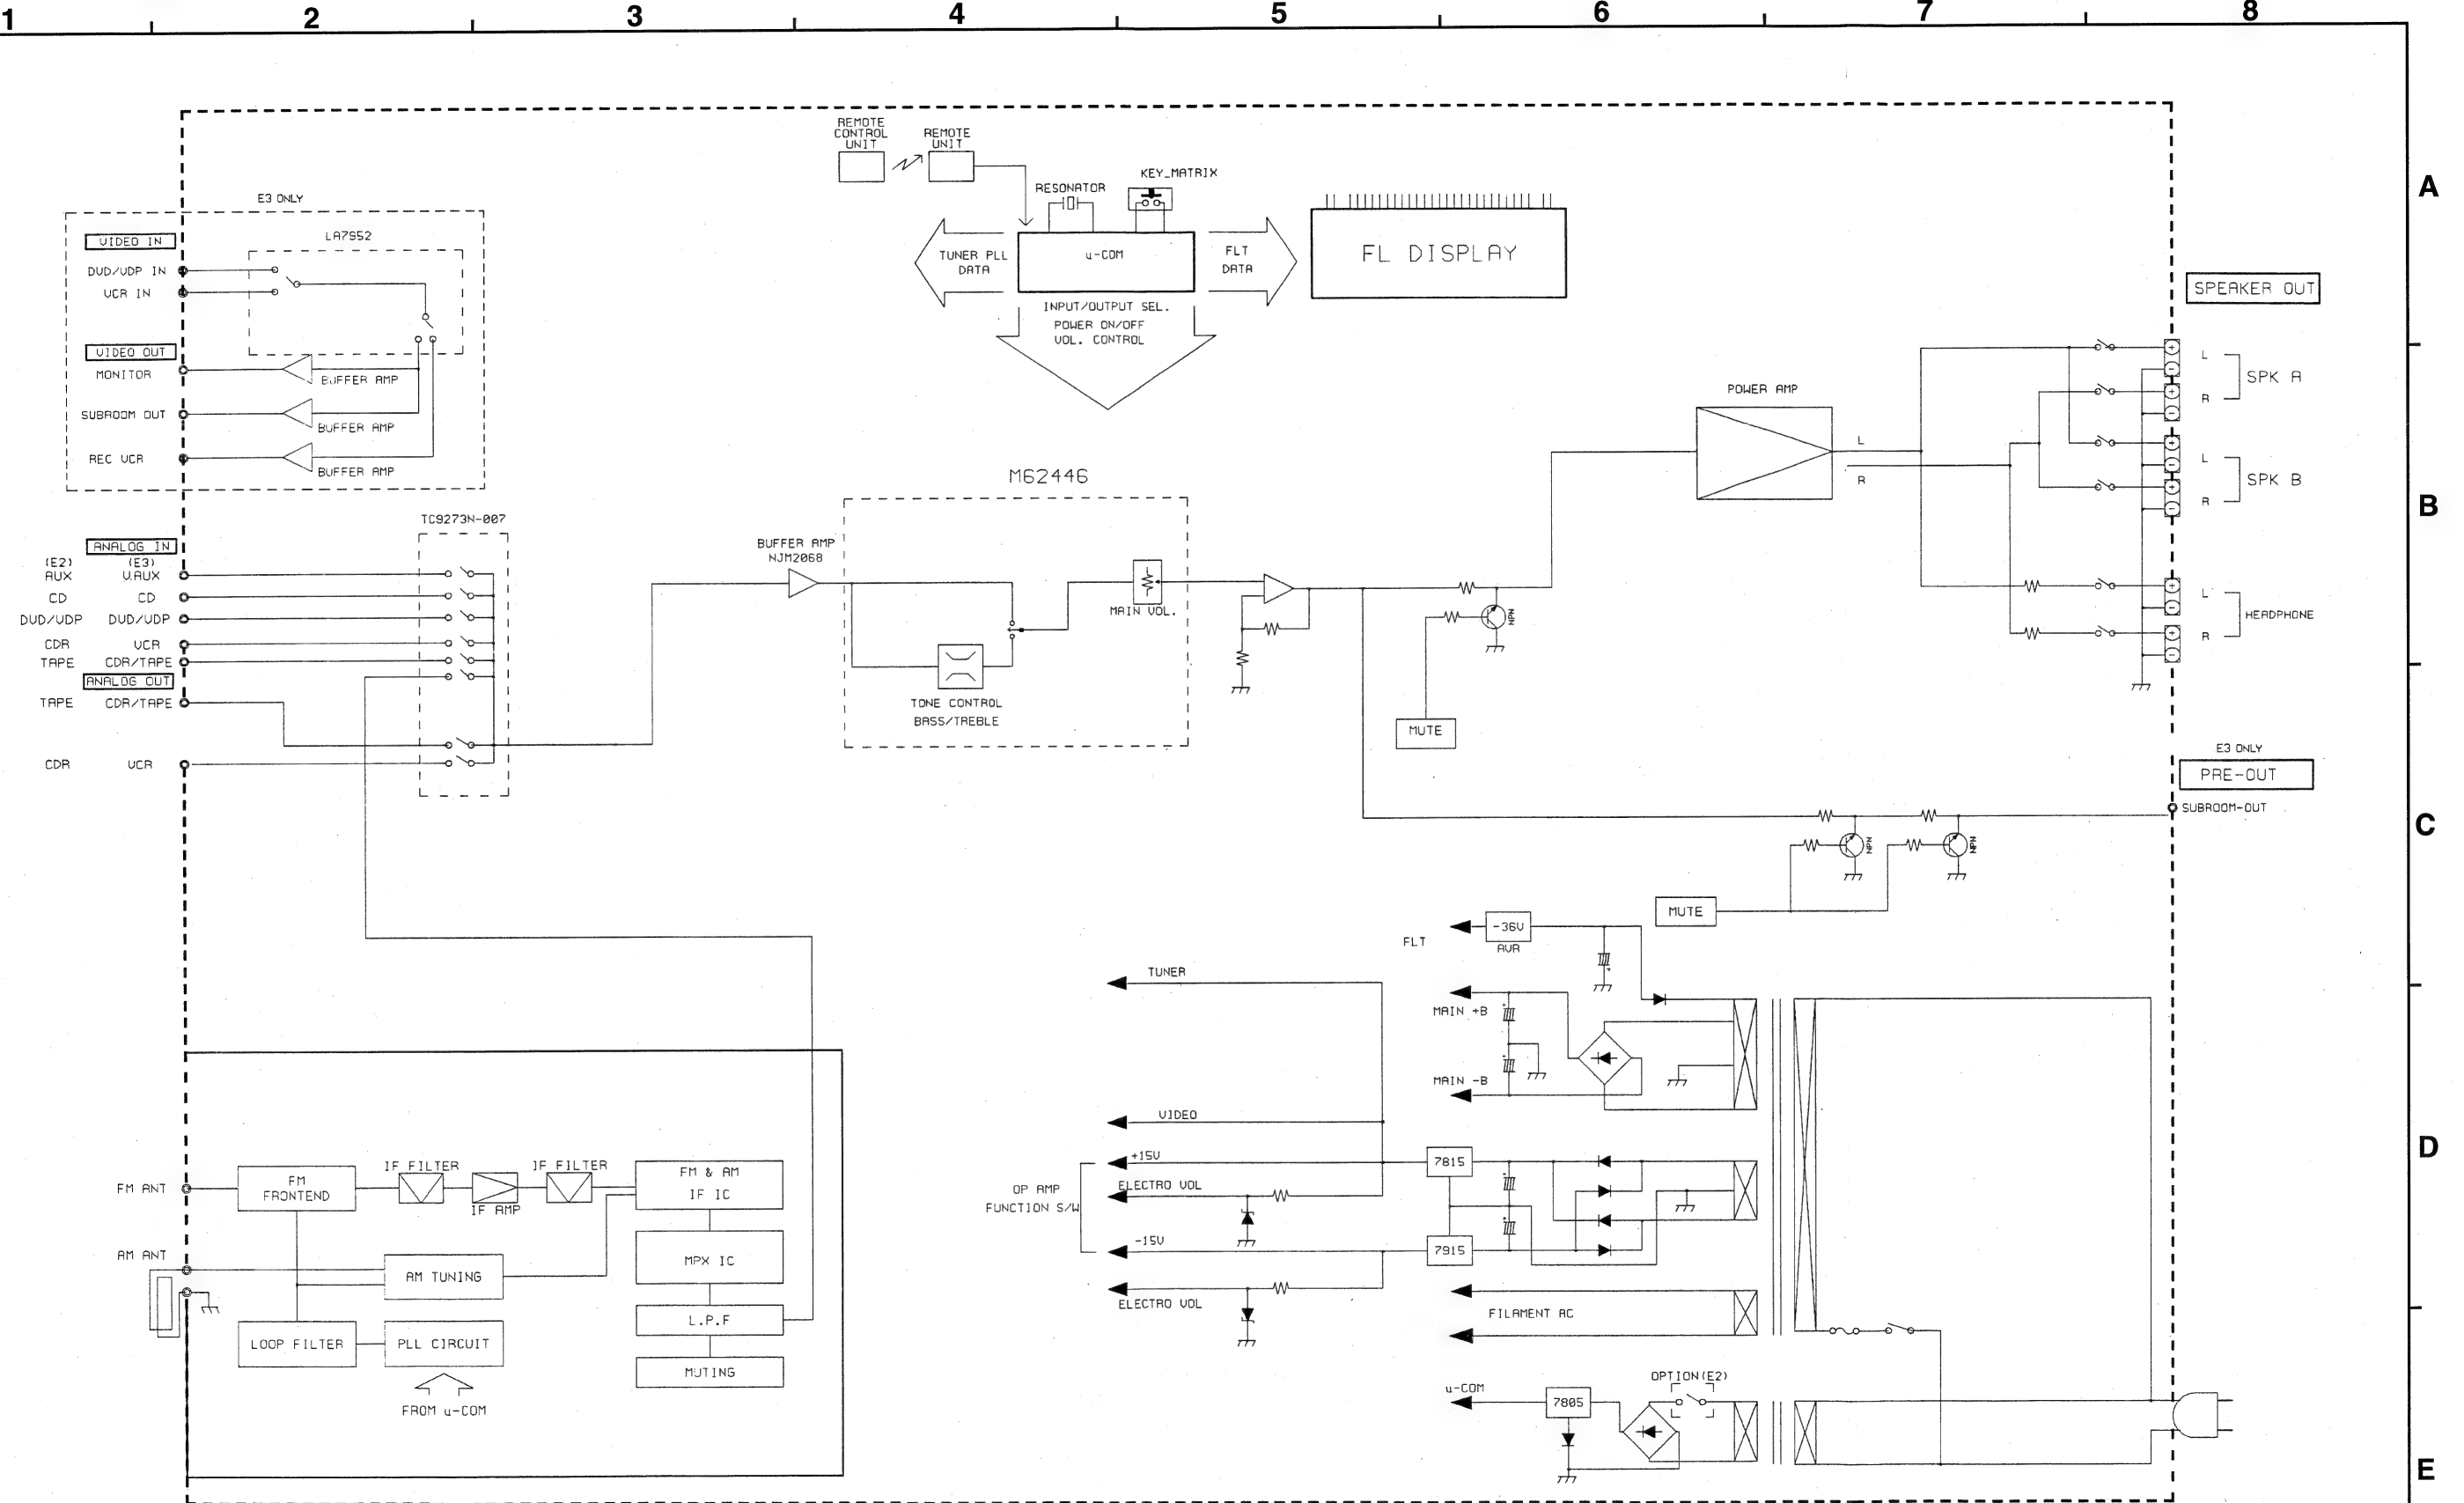 1 2 3 4 5 6 7 8
A
B
C
D
E
REMOTE
CONTROL
UNIT
REMOTE
UNIT
RESONATOR
KEY_MATRIX
TUNER PLL
DATA
u-COM
FLT
DATA
FL DISPLAY
INPUT/OUTPUT SEL.
POWER ON/OFF
VOL. CONTROL
E3 ONLY
VIDEO IN
LA7952
DVD/VDP IN
VCR IN
VIDEO OUT
MONITOR
BUFFER AMP
SUBROOM OUT
BUFFER AMP
REC VCR
BUFFER AMP
SPEAKER OUT
POWER AMP
L
R
L
R
SPK A
L
R
SPK B
L
R
HEADPHONE
TC9273N-007
ANALOG IN
(E2) (E3)
AUX V.AUX
CD CD
DVD/VDP DVD/VDP
CDR VCR
TAPE CDR/TAPE
ANALOG OUT
TAPE CDR/TAPE
CDR VCR
BUFFER AMP
NJM2068
M62446
MAIN VOL.
TONE CONTROL
BASS/TREBLE
NPN
MUTE
E3 ONLY
PRE-OUT
SUBROOM-OUT
NPN
NPN
MUTE
FLT
-36V
AVR
TUNER
MAIN +B
MAIN -B
VIDEO
+15V
7815
ELECTRO VOL
OP AMP
FUNCTION S/W
-15V
7915
ELECTRO VOL
FILAMENT AC
u-COM
7805
OPTION(E2)
FM ANT
FM
FRONTEND
IF FILTER
IF AMP
IF FILTER
FM & AM
IF IC
AM ANT
AM TUNING
MPX IC
L.P.F
LOOP FILTER
PLL CIRCUIT
MUTING
FROM u-COM